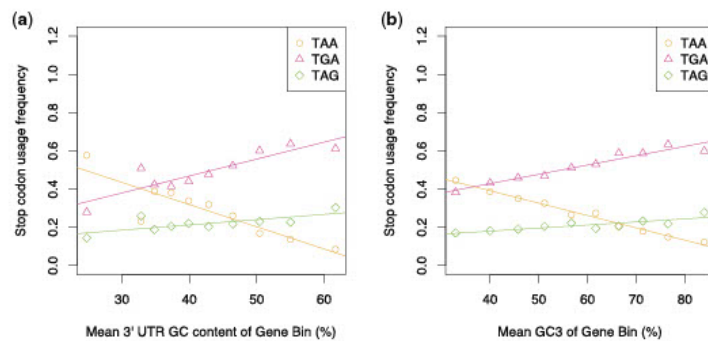 (a)
TAA
TGA
TAG
Stop codon usage frequency
1.2
1.0
0.8
0.6
0.4
0.2
0.0
30 40 50 60
Mean 3' UTR GC content of Gene Bin (%)
(b)
TAA
TGA
TAG
Stop codon usage frequency
1.2
1.0
0.8
0.6
0.4
0.2
0.0
40 50 60 70 80
Mean GC3 of Gene Bin (%)